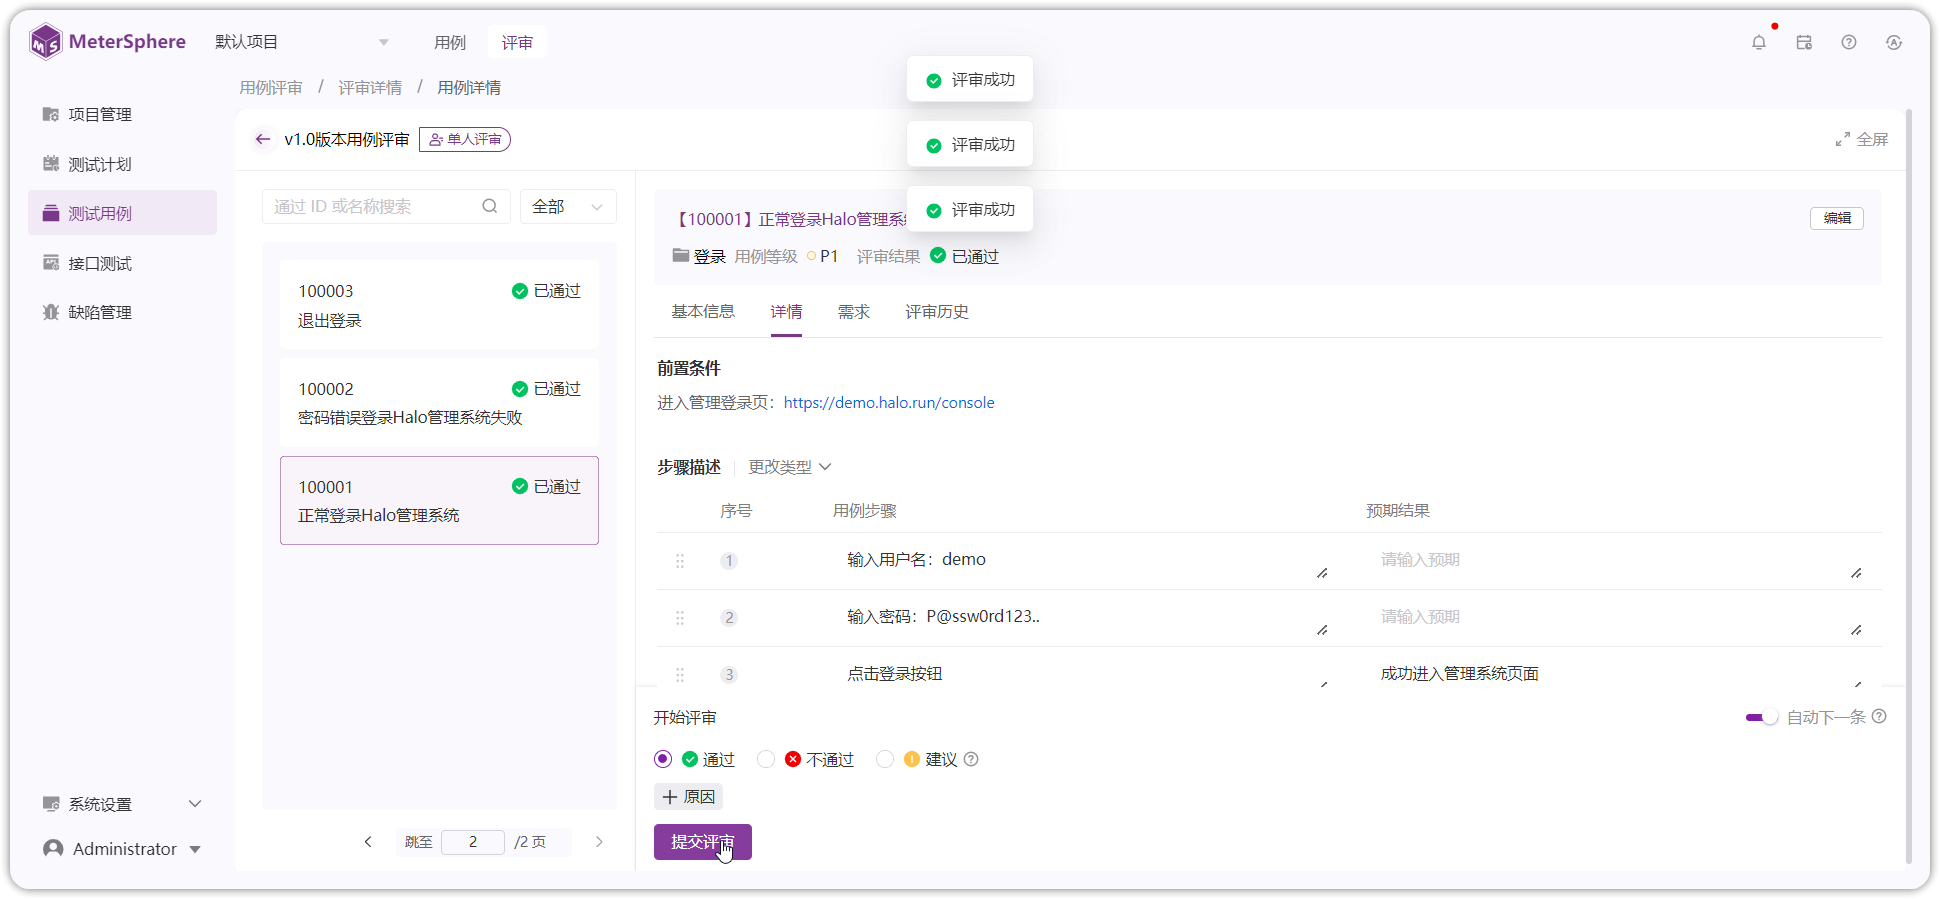 MeterSphere
默认项目
用例
评审
项目管理
测试计划
测试用例
接口测试
缺陷管理
系统设置
Administrator
用例评审 / 评审详情 / 用例详情
评审成功
评审成功
评审成功
v1.0版本用例评审
单人评审
全屏
通过 ID 或名称搜索
全部
100003
已通过
退出登录
100002
已通过
密码错误登录Halo管理系统失败
100001
已通过
正常登录Halo管理系统
跳至 2 /2 页
【100001】正常登录Halo管理系
编辑
登录 用例等级 P1 评审结果 已通过
基本信息
详情
需求
评审历史
前置条件
进入管理登录页：https://demo.halo.run/console
步骤描述
更改类型
序号 用例步骤 预期结果
1 输入用户名：demo 请输入预期
2 输入密码：P@ssw0rd123.. 请输入预期
3 点击登录按钮 成功进入管理系统页面
开始评审
自动下一条
通过 不通过 建议
原因
提交评审